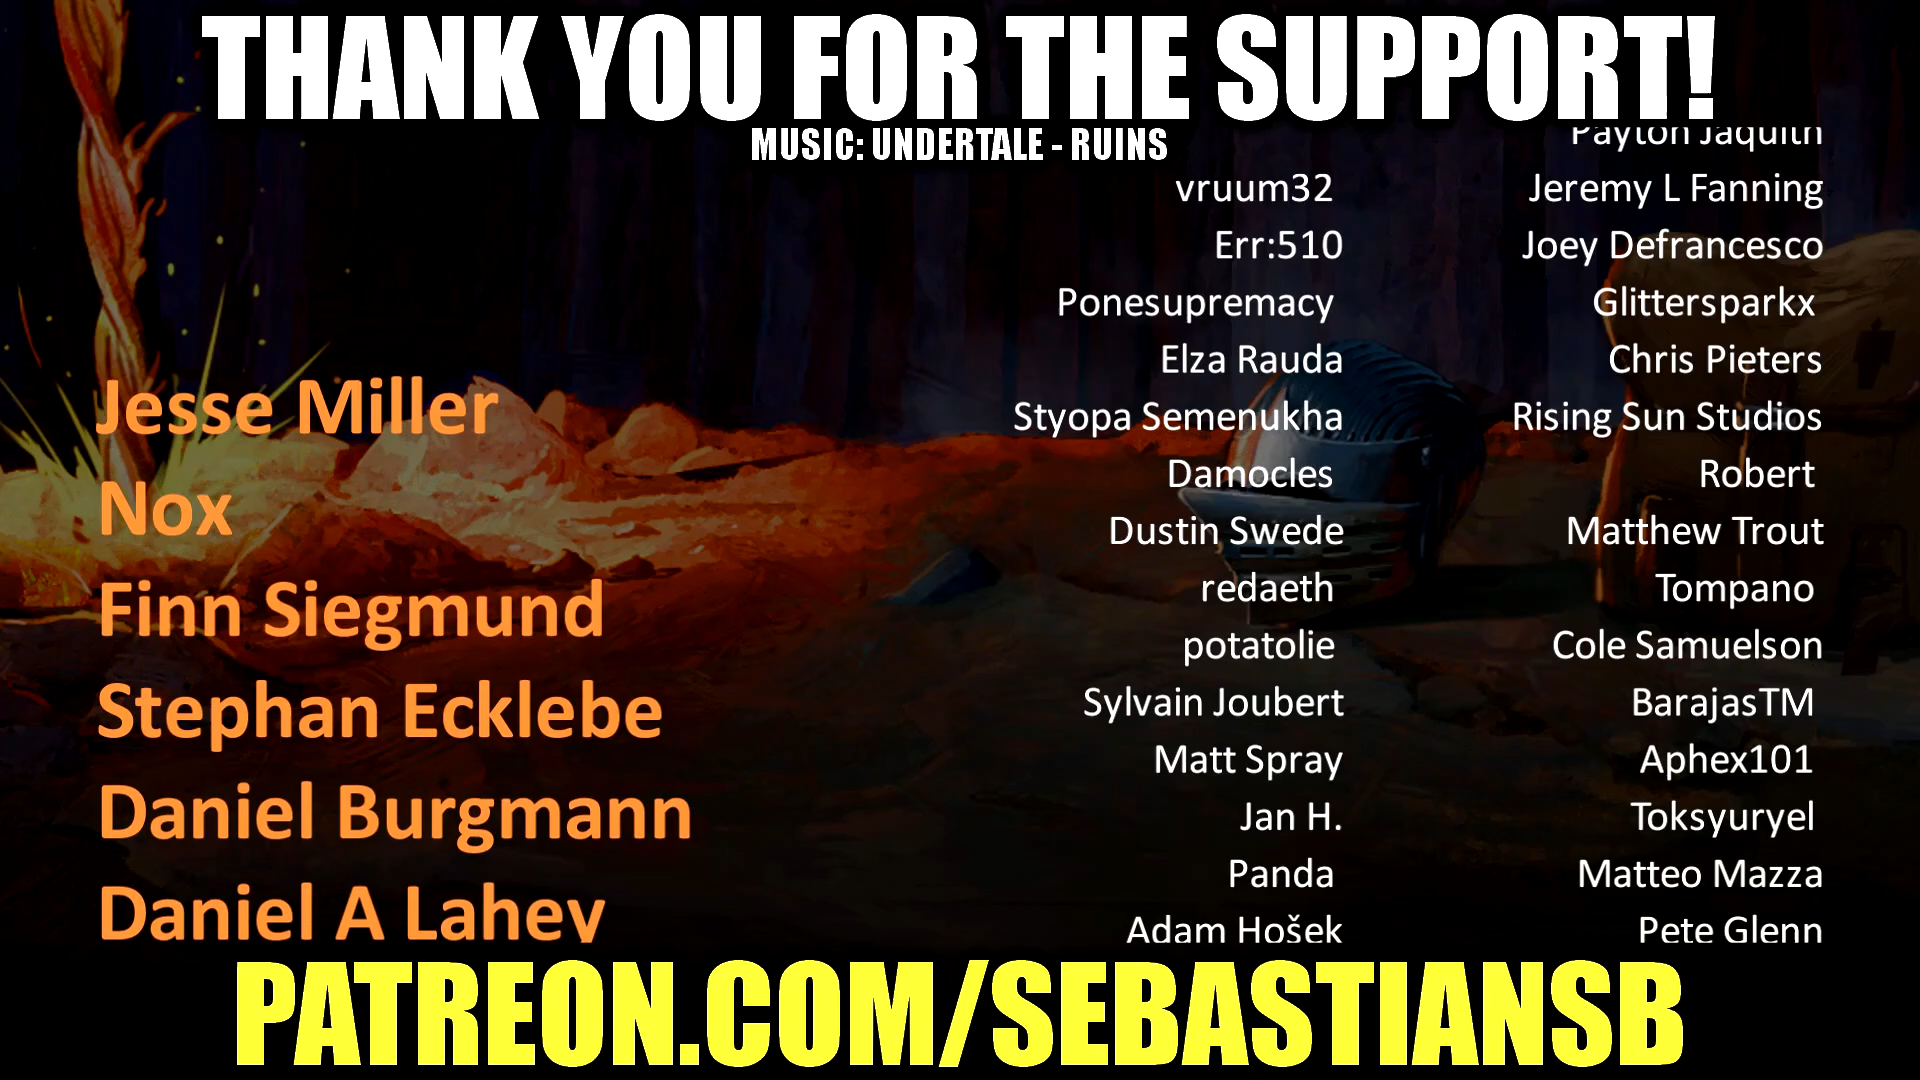 THANK YOU FOR THE SUPPORT!
MUSIC: UNDERTALE - RUINS
Jesse Miller
Nox
Finn Siegmund
Stephan Ecklebe
Daniel Burgmann
Daniel A Lahey
vruum32
Err:510
Ponesupremacy
Elza Rauda
Styopa Semenukha
Damocles
Dustin Swede
redaeth
potatolie
Sylvain Joubert
Matt Spray
Jan H.
Panda
Adam Hošek
Payton Jaquith
Jeremy L Fanning
Joey Defrancesco
Glittersparkx
Chris Pieters
Rising Sun Studios
Robert
Matthew Trout
Tompano
Cole Samuelson
BarajasTM
Aphex101
Toksyuryel
Matteo Mazza
Pete Glenn
PATREON.COM/SEBASTIANSB